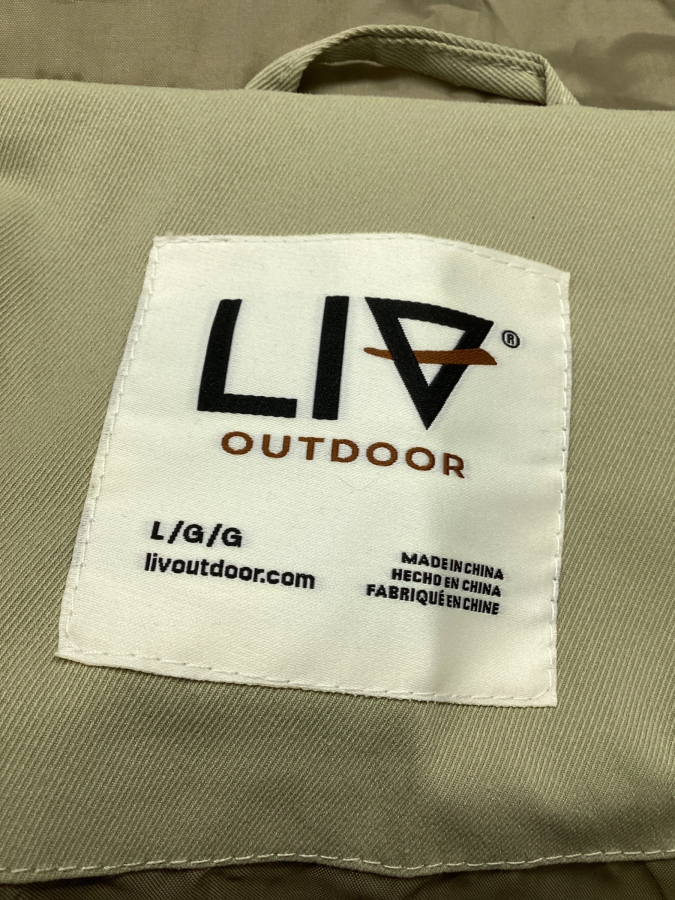 LIV®
OUTDOOR
L/G/G
livoutdoor.com
MADE IN CHINA
HECHO EN CHINA
FABRIQUÉ EN CHINE